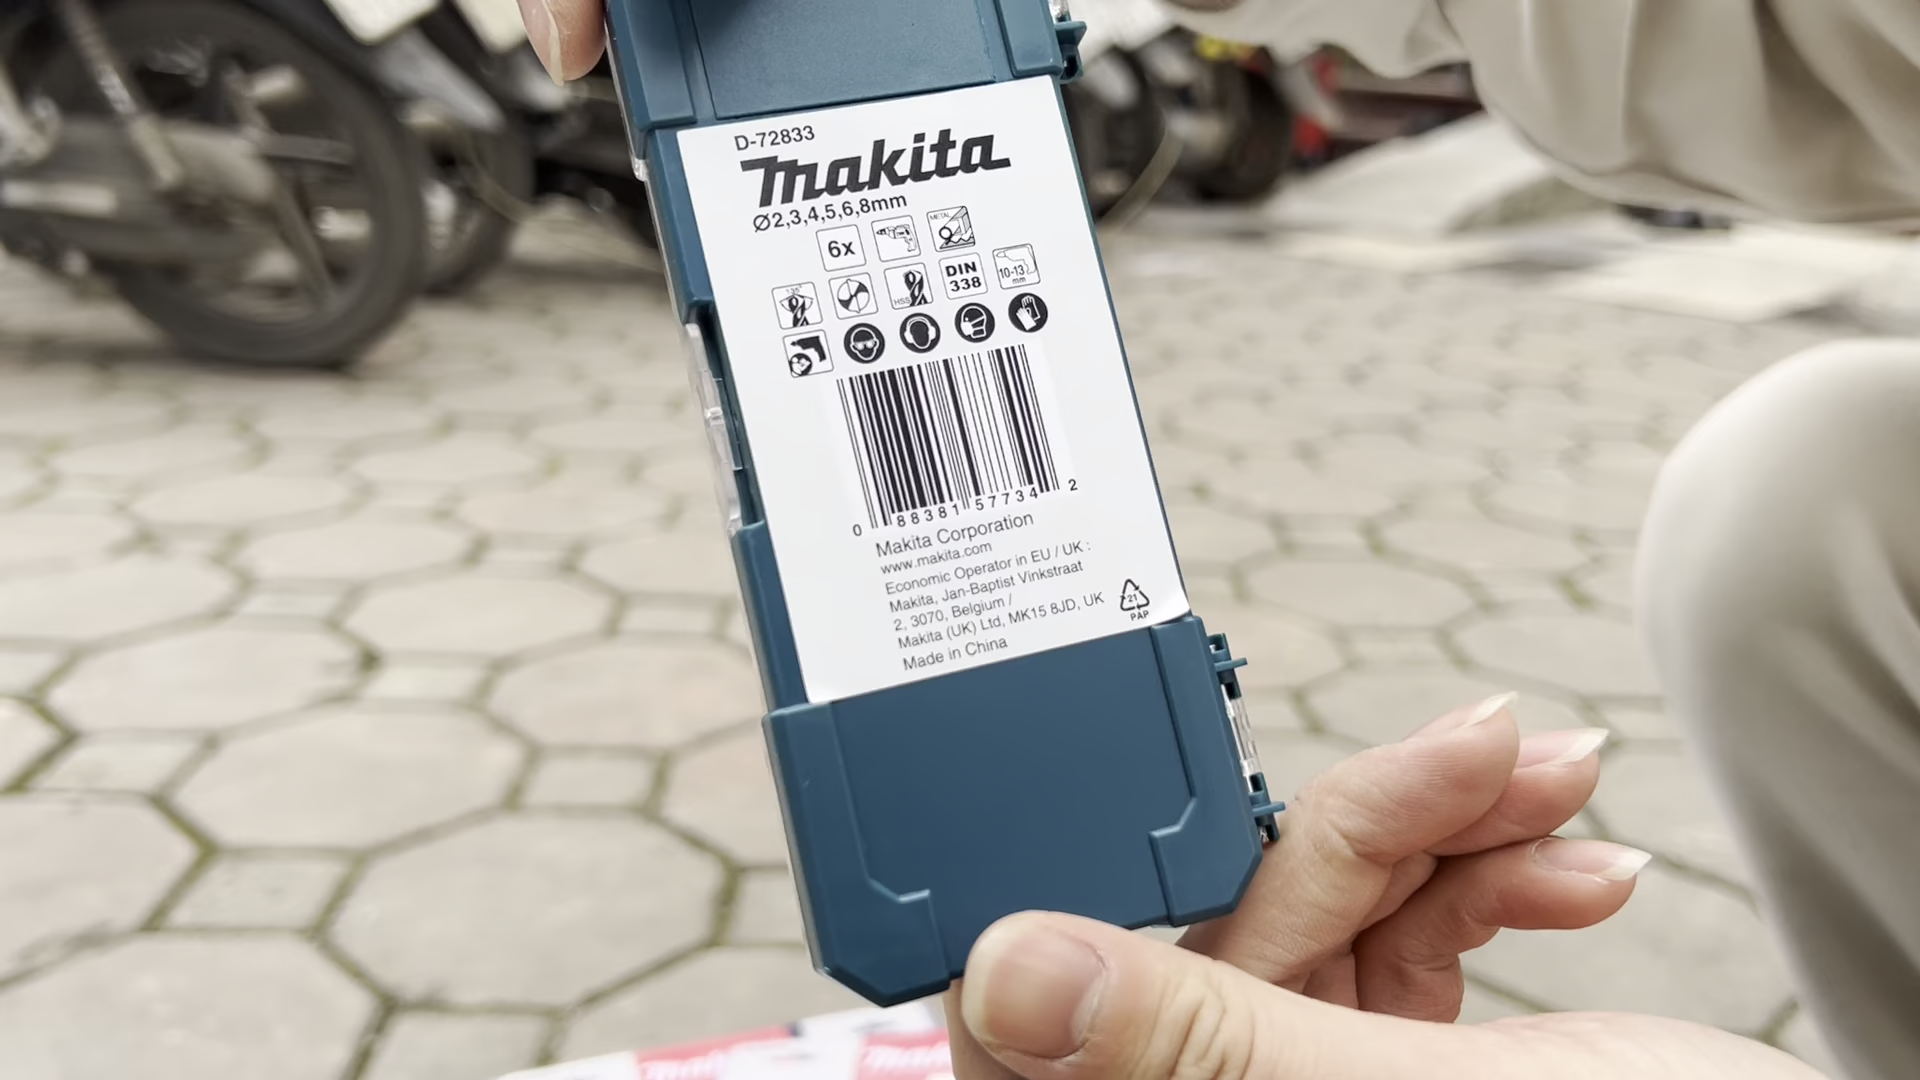 D-72833
makita
Ø2,3,4,5,6,8mm
6x
METAL
135°
HSS
DIN
338
10-13
mm
0 88381 57734 2
Makita Corporation
www.makita.com
Economic Operator in EU / UK :
Makita, Jan-Baptist Vinkstraat
2, 3070, Belgium /
Makita (UK) Ltd, MK15 8JD, UK
Made in China
21
PAP